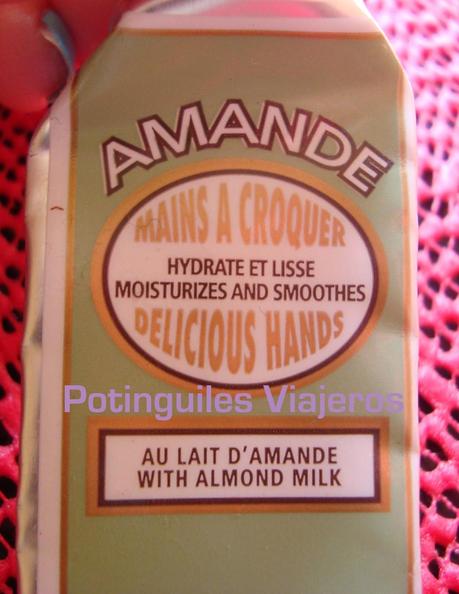 AMANDE
MAINS A CROQUER
HYDRATE ET LISSE
MOISTURIZES AND SMOOTHES
DELICIOUS HANDS
Potinguiles Viajeros
AU LAIT D'AMANDE
WITH ALMOND MILK